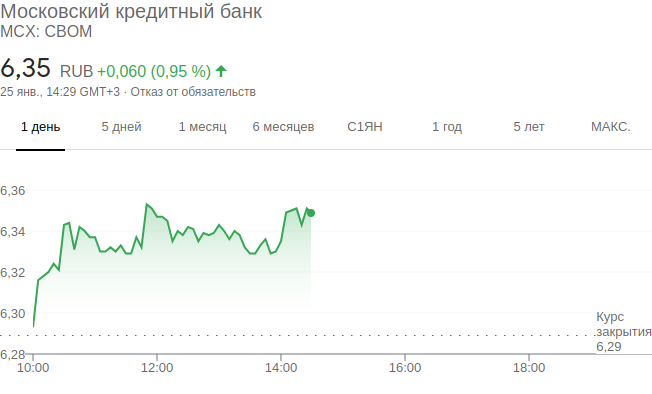 Московский кредитный банк
MCX: CBOM
6,35 RUB +0,060 (0,95 %)
25 янв., 14:29 GMT+3 · Отказ от обязательств
1 день 5 дней 1 месяц 6 месяцев С1ЯН 1 год 5 лет МАКС.
6,36
6,34
6,32
6,30
Курс
закрытия
6,29
6,28
10:00 12:00 14:00 16:00 18:00